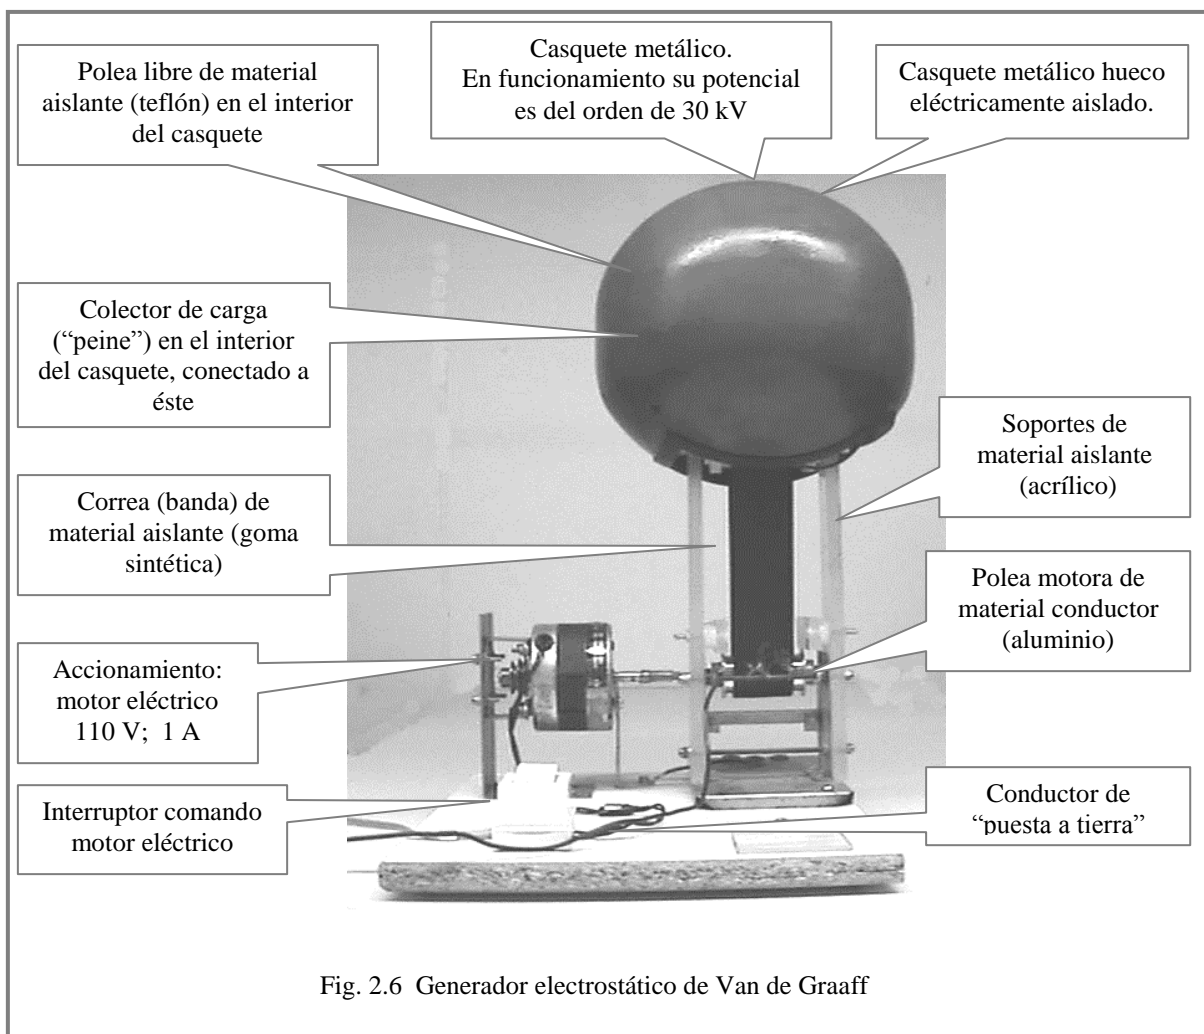 Polea libre de material
aislante (teflón) en el interior
del casquete
Casquete metálico.
En funcionamiento su potencial
es del orden de 30 kV
Casquete metálico hueco
eléctricamente aislado.
Colector de carga
(“peine”) en el interior
del casquete, conectado a
éste
Soportes de
material aislante
(acrílico)
Correa (banda) de
material aislante (goma
sintética)
Polea motora de
material conductor
(aluminio)
Accionamiento:
motor eléctrico
110 V; 1 A
Interruptor comando
motor eléctrico
Conductor de
“puesta a tierra”
Fig. 2.6 Generador electrostático de Van de Graaff